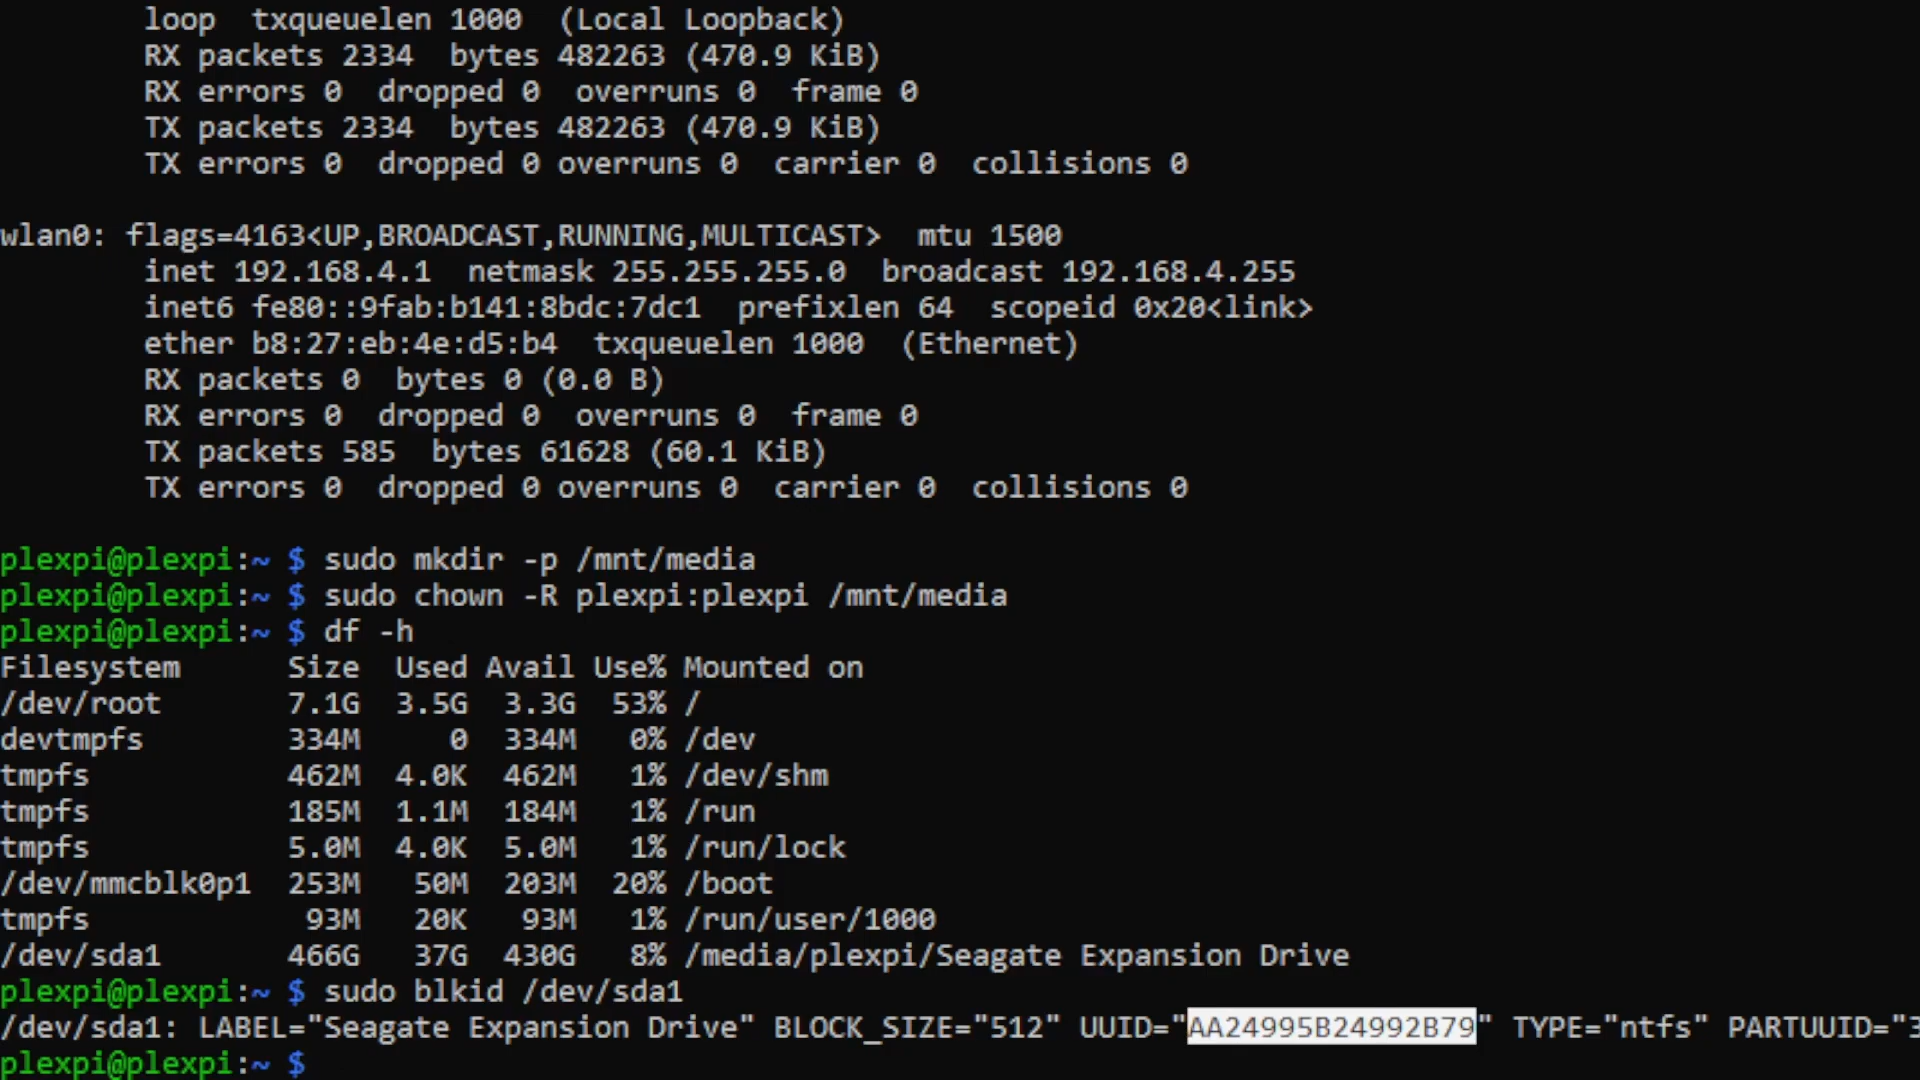 loop  txqueuelen 1000  (Local Loopback)
RX packets 2334  bytes 482263 (470.9 KiB)
RX errors 0  dropped 0  overruns 0  frame 0
TX packets 2334  bytes 482263 (470.9 KiB)
TX errors 0  dropped 0 overruns 0  carrier 0  collisions 0
wlan0: flags=4163<UP,BROADCAST,RUNNING,MULTICAST>  mtu 1500
inet 192.168.4.1  netmask 255.255.255.0  broadcast 192.168.4.255
inet6 fe80::9fab:b141:8bdc:7dc1  prefixlen 64  scopeid 0x20<link>
ether b8:27:eb:4e:d5:b4  txqueuelen 1000  (Ethernet)
RX packets 0  bytes 0 (0.0 B)
RX errors 0  dropped 0  overruns 0  frame 0
TX packets 585  bytes 61628 (60.1 KiB)
TX errors 0  dropped 0 overruns 0  carrier 0  collisions 0
plexpi@plexpi:~ $ sudo mkdir -p /mnt/media
plexpi@plexpi:~ $ sudo chown -R plexpi:plexpi /mnt/media
plexpi@plexpi:~ $ df -h
Filesystem      Size  Used Avail Use% Mounted on
/dev/root       7.1G  3.5G  3.3G  53% /
devtmpfs        334M     0  334M   0% /dev
tmpfs           462M  4.0K  462M   1% /dev/shm
tmpfs           185M  1.1M  184M   1% /run
tmpfs           5.0M  4.0K  5.0M   1% /run/lock
/dev/mmcblk0p1  253M   50M  203M  20% /boot
tmpfs            93M   20K   93M   1% /run/user/1000
/dev/sda1       466G   37G  430G   8% /media/plexpi/Seagate Expansion Drive
plexpi@plexpi:~ $ sudo blkid /dev/sda1
/dev/sda1: LABEL="Seagate Expansion Drive" BLOCK_SIZE="512" UUID="AA24995B24992B79" TYPE="ntfs" PARTUUID="3
plexpi@plexpi:~ $